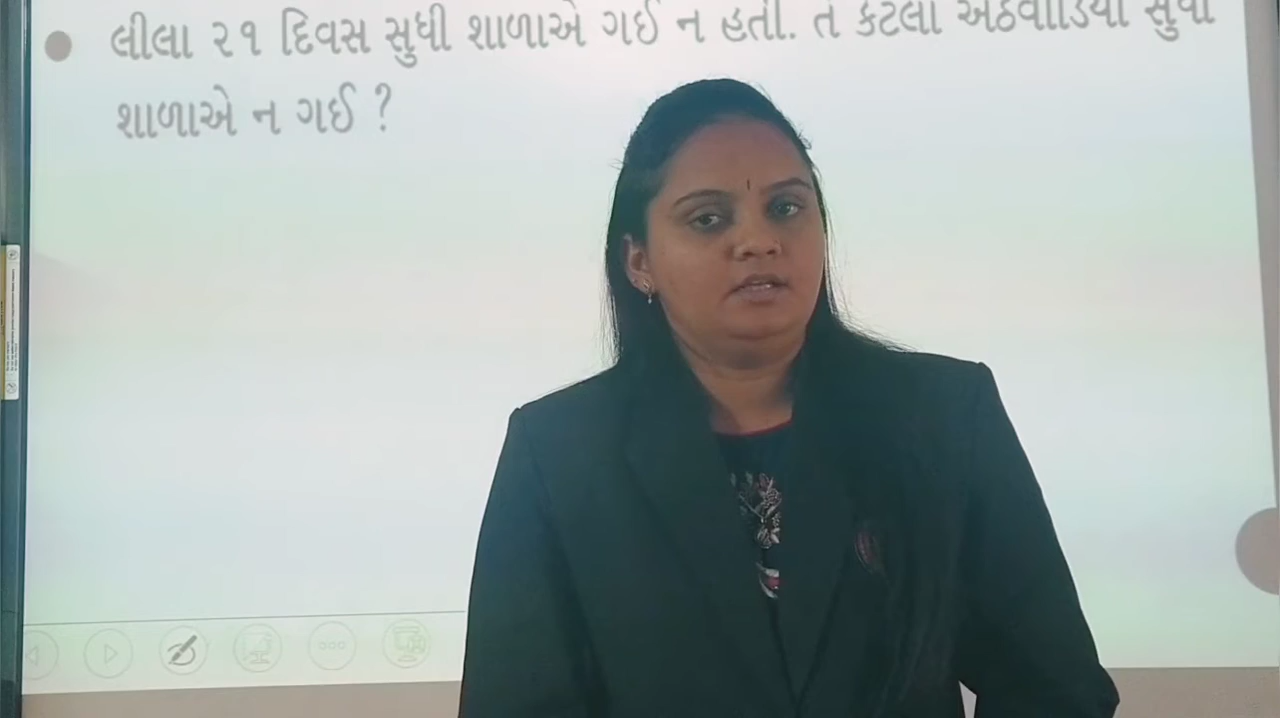 લીલા ૨૧ દિવસ સુધી શાળાએ ગઈ ન હતી. તે કેટલા અઠવાડિયા સુધી
શાળાએ ન ગઈ ?